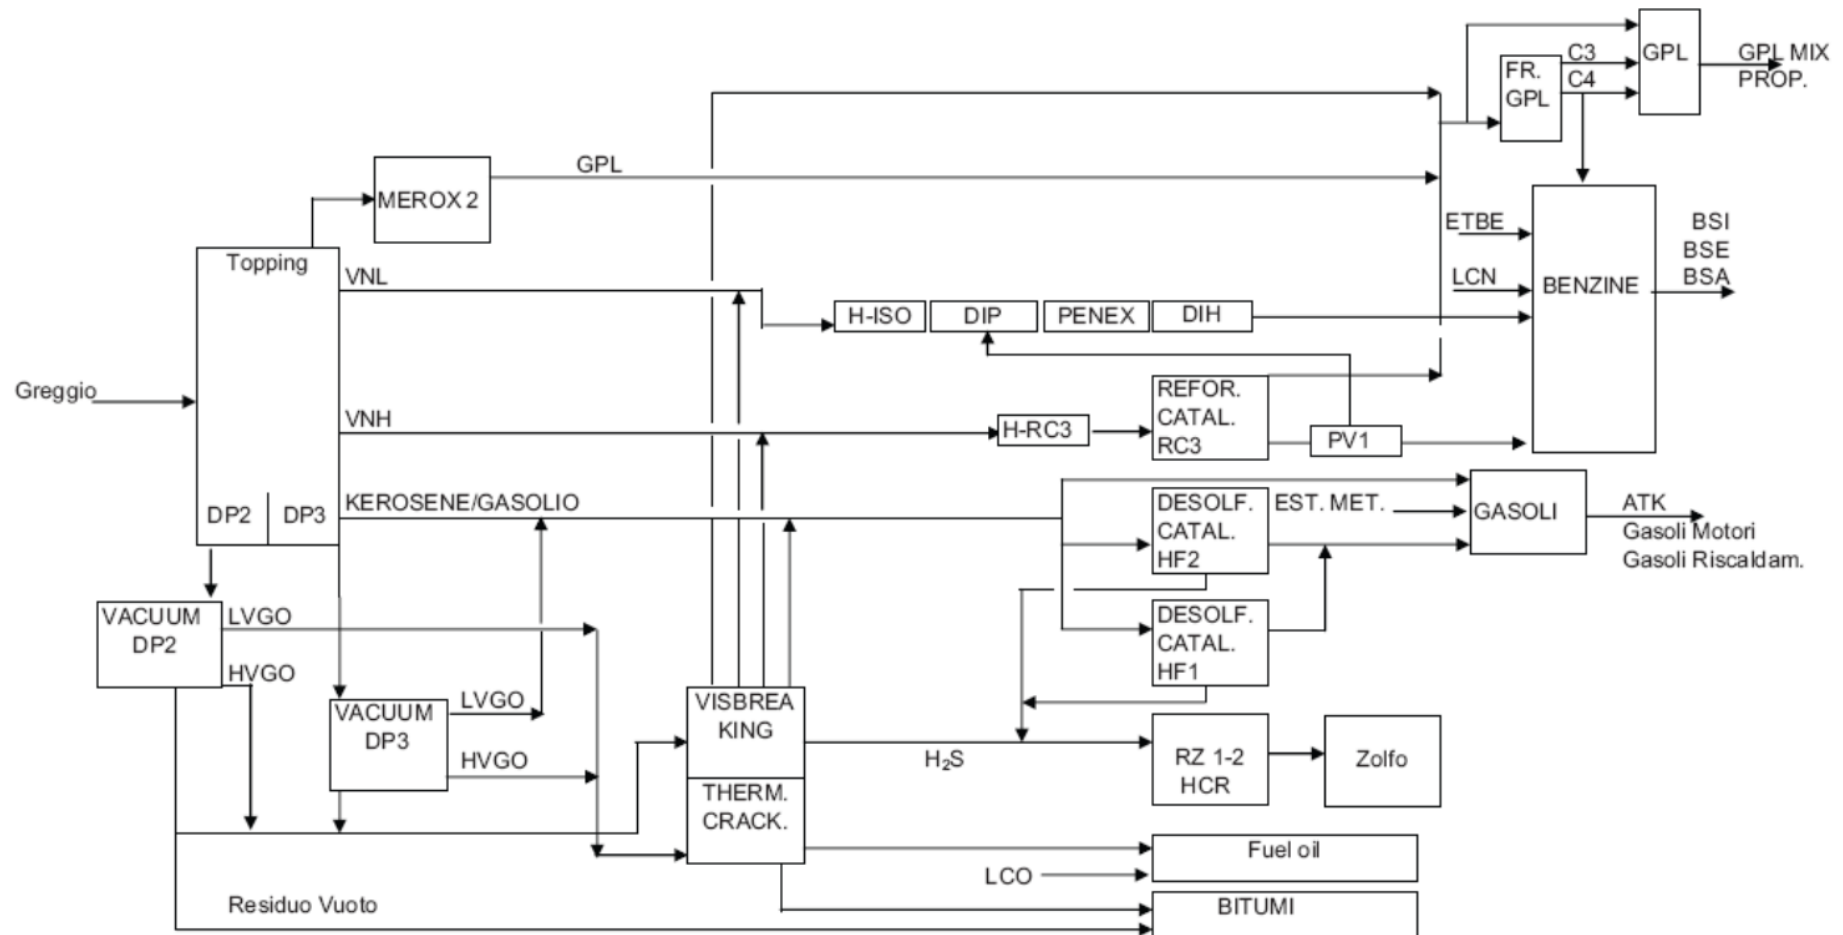 C3
GPL
GPL MIX
FR.
GPL
C4
PROP.
GPL
MEROX 2
ETBE
BSI
BSE
Topping
VNL
LCN
BENZINE
BSA
H-ISO
DIP
PENEX
DIH
Greggio
REFOR.
CATAL.
RC3
VNH
H-RC3
PV1
KEROSENE/GASOLIO
DP2
DP3
DESOLF.
CATAL.
HF2
EST. MET.
GASOLI
ATK
Gasoli Motori
Gasoli Riscaldam.
VACUUM
DP2
LVGO
HVGO
DESOLF.
CATAL.
HF1
VACUUM
DP3
LVGO
HVGO
VISBREA
KING
H₂S
RZ 1-2
HCR
Zolfo
THERM.
CRACK.
Fuel oil
LCO
Residuo Vuoto
BITUMI